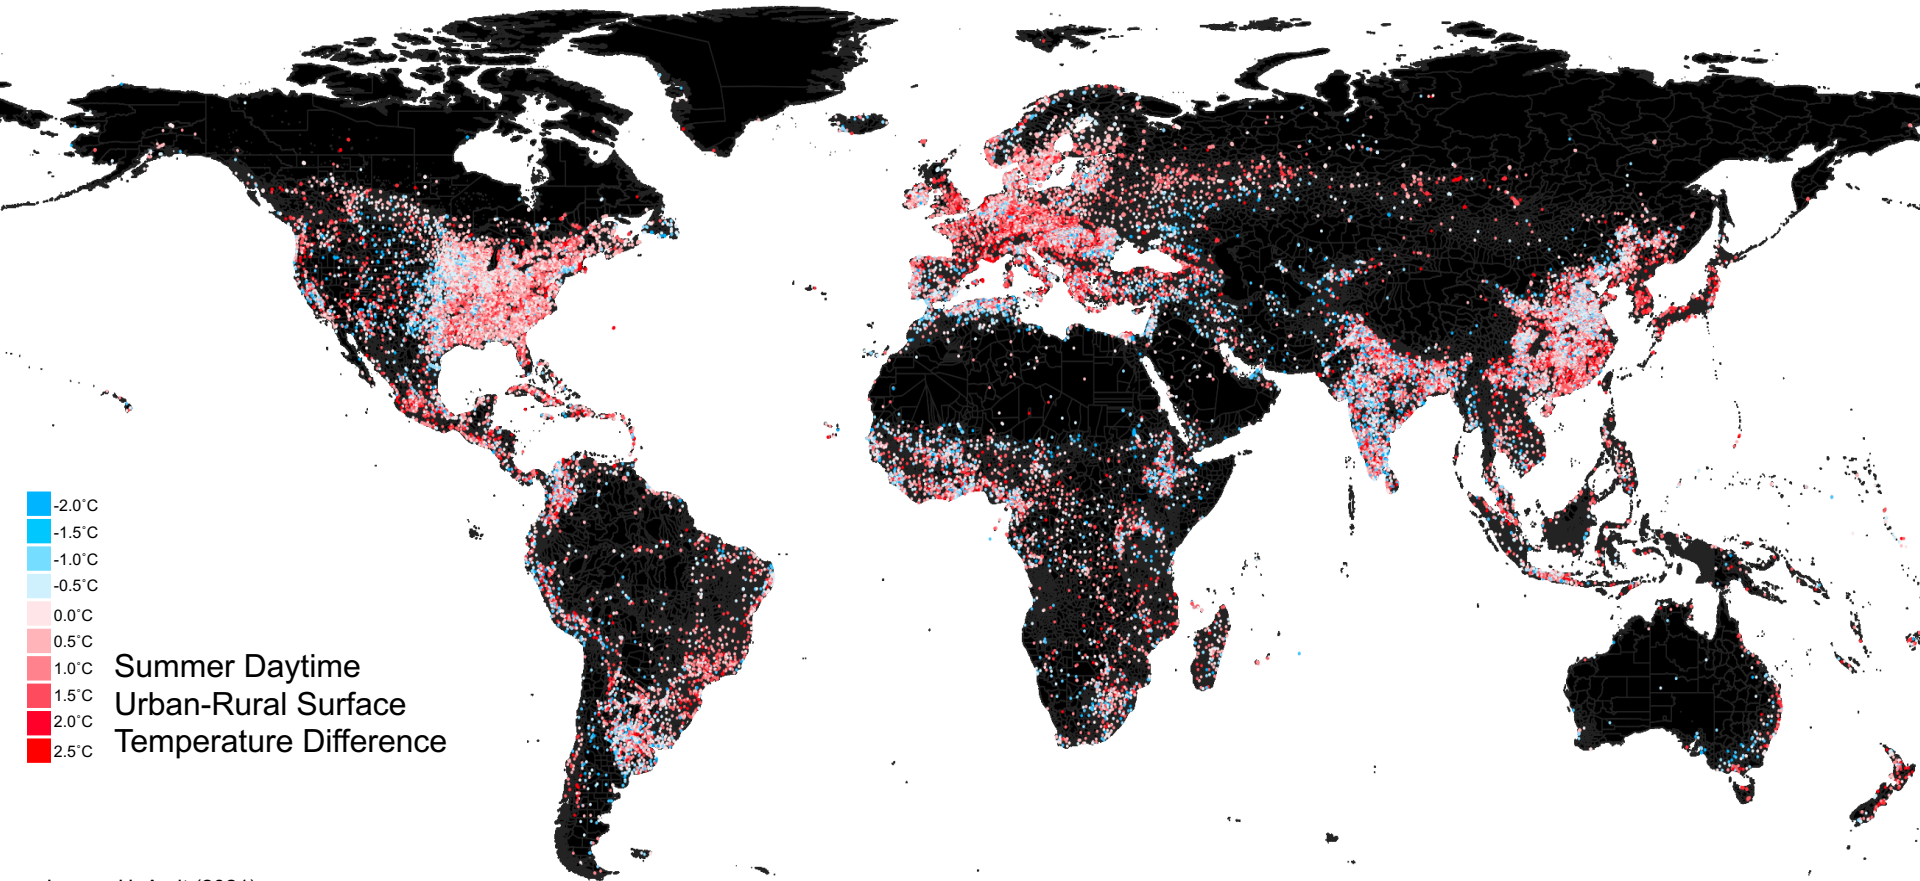 -2.0°C
-1.5°C
-1.0°C
-0.5°C
0.0°C
0.5°C
1.0°C
1.5°C
2.0°C
2.5°C
Summer Daytime
Urban-Rural Surface
Temperature Difference
(2021)